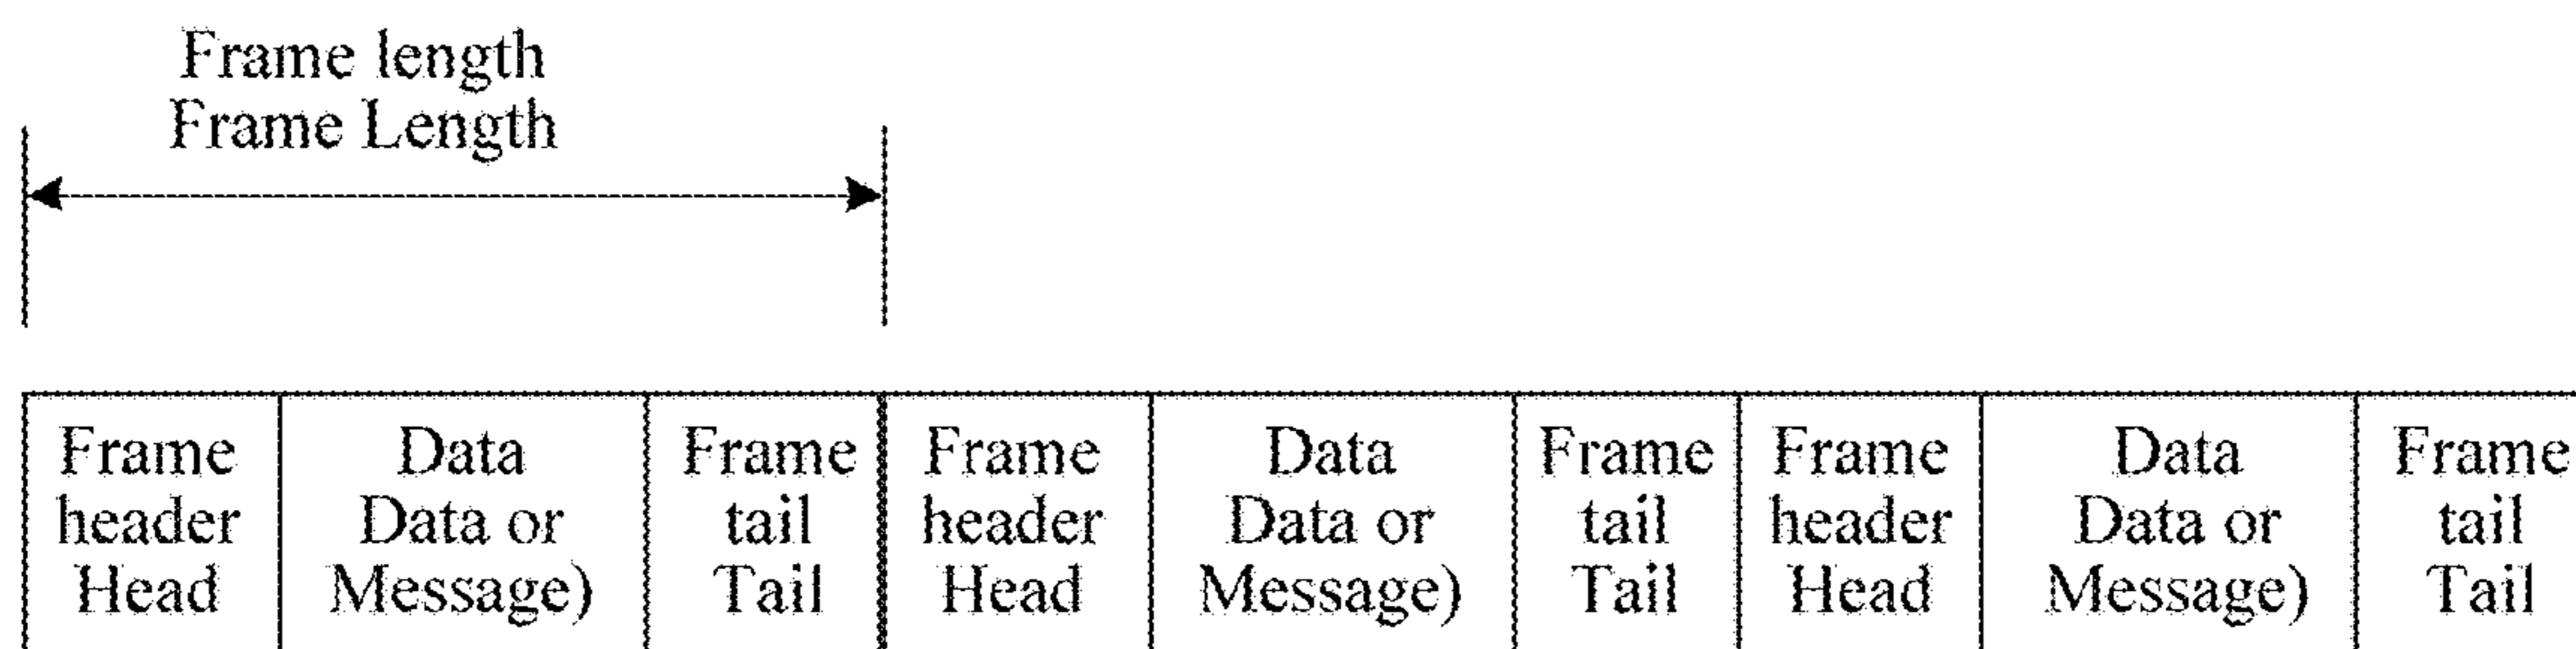 Frame length
Frame Length
Frame
header
Head
Data
Data or
Message)
Frame
tail
Tail
Frame
header
Head
Data
Data or
Message)
Frame
tail
Tail
Frame
header
Head
Data
Data or
Message)
Frame
tail
Tail